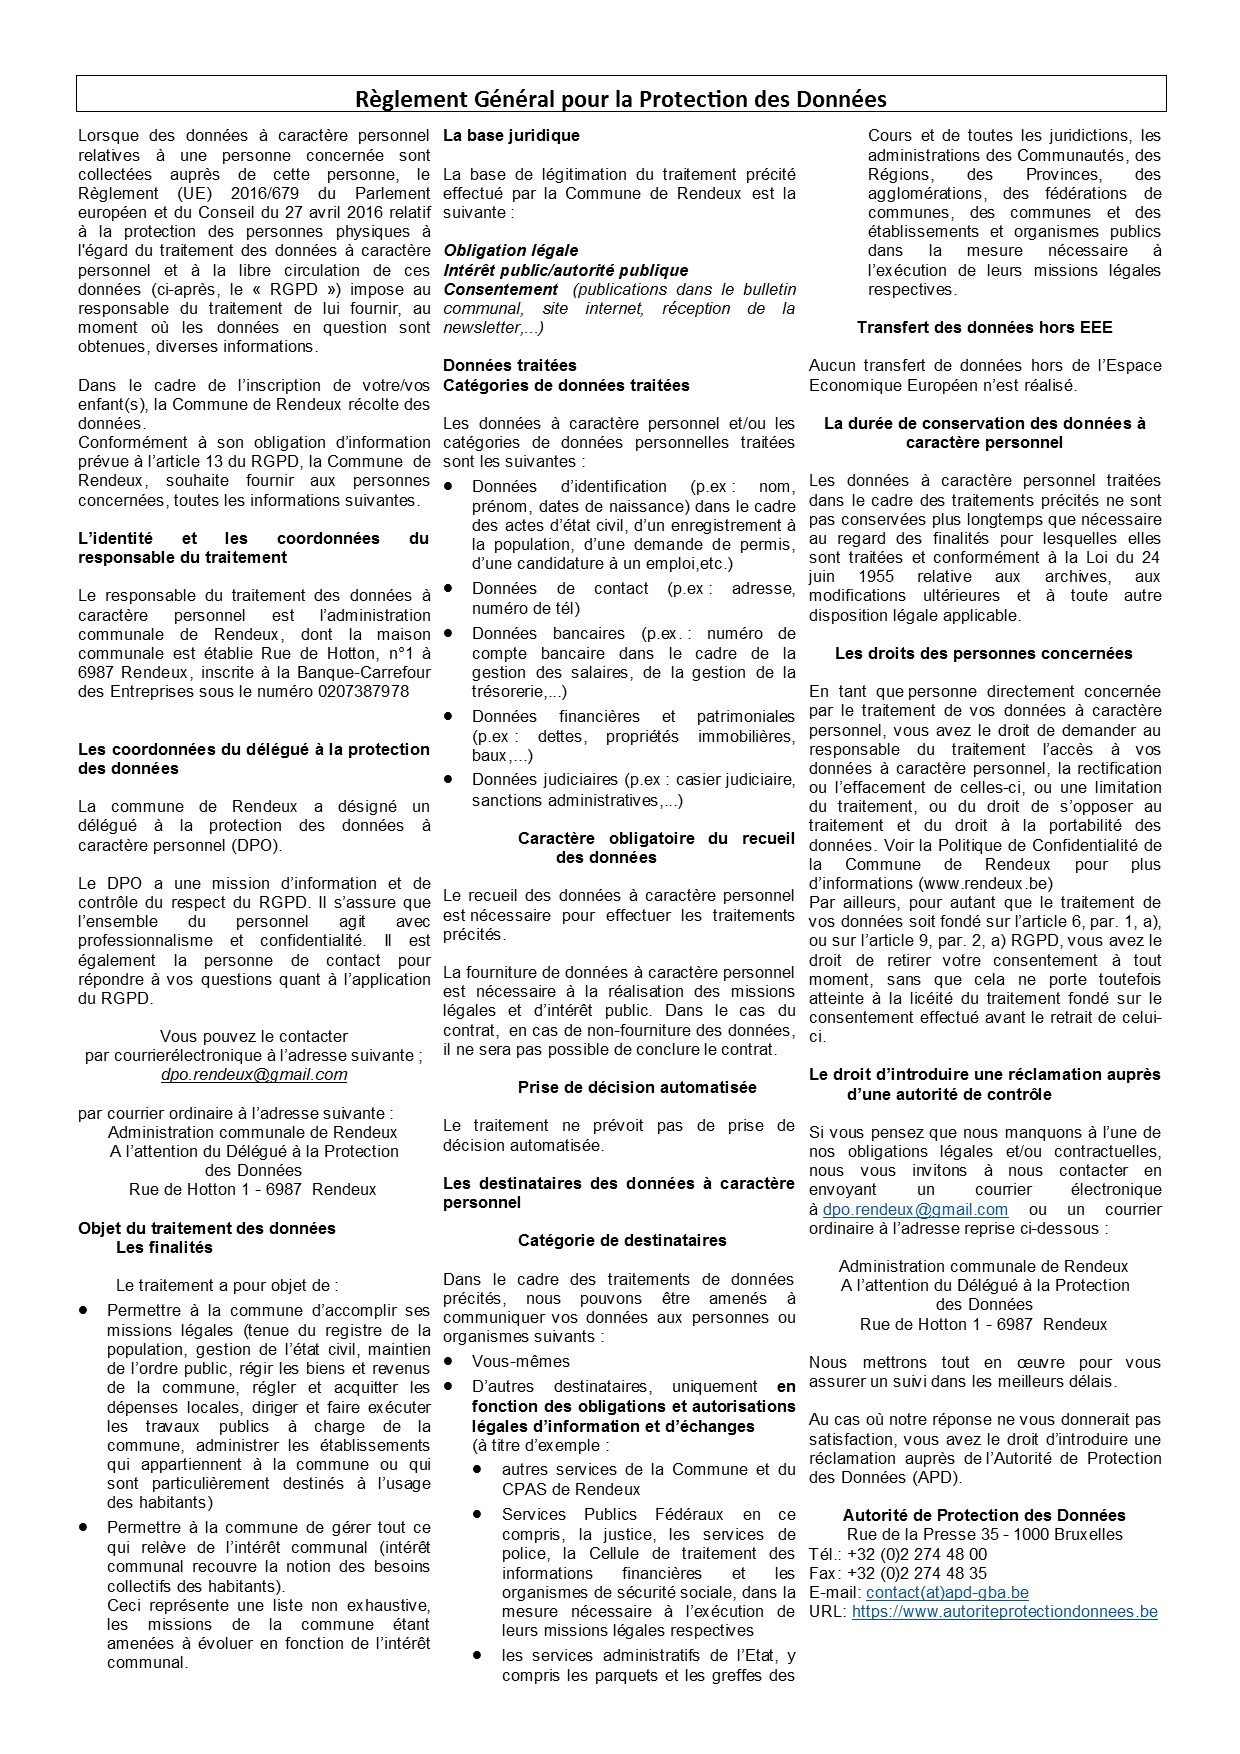 Règlement Général pour la Protection des Données
Lorsque des données à caractère personnel
relatives à une personne concernée sont
collectées auprès de cette personne, le
Règlement (UE) 2016/679 du Parlement
européen et du Conseil du 27 avril 2016 relatif
à la protection des personnes physiques à
l'égard du traitement des données à caractère
personnel et à la libre circulation de ces
données (ci-après, le « RGPD ») impose au
responsable du traitement de lui fournir, au
moment où les données en question sont
obtenues, diverses informations.
Dans le cadre de l'inscription de votre/vos
enfant(s), la Commune de Rendeux récolte des
données.
Conformément à son obligation d'information
prévue à l'article 13 du RGPD, la Commune de
Rendeux, souhaite fournir aux personnes
concernées, toutes les informations suivantes.
L'identité et les coordonnées du
responsable du traitement
Le responsable du traitement des données à
caractère personnel est l'administration
communale de Rendeux, dont la maison
communale est établie Rue de Hotton, n°1 à
6987 Rendeux, inscrite à la Banque-Carrefour
des Entreprises sous le numéro 0207387978
Les coordonnées du délégué à la protection
des données
La commune de Rendeux a désigné un
délégué à la protection des données à
caractère personnel (DPO).
Le DPO a une mission d'information et de
contrôle du respect du RGPD. Il s'assure que
l'ensemble du personnel agit avec
professionnalisme et confidentialité. Il est
également la personne de contact pour
répondre à vos questions quant à l'application
du RGPD.
Vous pouvez le contacter
par courrierélectronique à l'adresse suivante ;
dpo.rendeux@gmail.com
par courrier ordinaire à l'adresse suivante :
Administration communale de Rendeux
A l'attention du Délégué à la Protection
des Données
Rue de Hotton 1 - 6987 Rendeux
Objet du traitement des données
Les finalités
Le traitement a pour objet de :
● Permettre à la commune d'accomplir ses
missions légales (tenue du registre de la
population, gestion de l'état civil, maintien
de l'ordre public, régir les biens et revenus
de la commune, régler et acquitter les
dépenses locales, diriger et faire exécuter
les travaux publics à charge de la
commune, administrer les établissements
qui appartiennent à la commune ou qui
sont particulièrement destinés à l'usage
des habitants)
● Permettre à la commune de gérer tout ce
qui relève de l'intérêt communal (intérêt
communal recouvre la notion des besoins
collectifs des habitants).
Ceci représente une liste non exhaustive,
les missions de la commune étant
amenées à évoluer en fonction de l'intérêt
communal.
La base juridique
La base de légitimation du traitement précité
effectué par la Commune de Rendeux est la
suivante :
Obligation légale
Intérêt public/autorité publique
Consentement (publications dans le bulletin
communal, site internet, réception de la
newsletter,...)
Données traitées
Catégories de données traitées
Les données à caractère personnel et/ou les
catégories de données personnelles traitées
sont les suivantes :
● Données d'identification (p.ex : nom,
prénom, dates de naissance) dans le cadre
des actes d'état civil, d'un enregistrement à
la population, d'une demande de permis,
d'une candidature à un emploi,etc.)
● Données de contact (p.ex : adresse,
numéro de tél)
● Données bancaires (p.ex. : numéro de
compte bancaire dans le cadre de la
gestion des salaires, de la gestion de la
trésorerie,...)
● Données financières et patrimoniales
(p.ex : dettes, propriétés immobilières,
baux,...)
● Données judiciaires (p.ex : casier judiciaire,
sanctions administratives,...)
Caractère obligatoire du recueil
des données
Le recueil des données à caractère personnel
est nécessaire pour effectuer les traitements
précités.
La fourniture de données à caractère personnel
est nécessaire à la réalisation des missions
légales et d'intérêt public. Dans le cas du
contrat, en cas de non-fourniture des données,
il ne sera pas possible de conclure le contrat.
Prise de décision automatisée
Le traitement ne prévoit pas de prise de
décision automatisée.
Les destinataires des données à caractère
personnel
Catégorie de destinataires
Dans le cadre des traitements de données
précités, nous pouvons être amenés à
communiquer vos données aux personnes ou
organismes suivants :
● Vous-mêmes
● D'autres destinataires, uniquement en
fonction des obligations et autorisations
légales d'information et d'échanges
(à titre d'exemple :
● autres services de la Commune et du
CPAS de Rendeux
● Services Publics Fédéraux en ce
compris, la justice, les services de
police, la Cellule de traitement des
informations financières et les
organismes de sécurité sociale, dans la
mesure nécessaire à l'exécution de
leurs missions légales respectives
● les services administratifs de l'Etat, y
compris les parquets et les greffes des
Cours et de toutes les juridictions, les
administrations des Communautés, des
Régions, des Provinces, des
agglomérations, des fédérations de
communes, des communes et des
établissements et organismes publics
dans la mesure nécessaire à
l'exécution de leurs missions légales
respectives.
Transfert des données hors EEE
Aucun transfert de données hors de l'Espace
Economique Européen n'est réalisé.
La durée de conservation des données à
caractère personnel
Les données à caractère personnel traitées
dans le cadre des traitements précités ne sont
pas conservées plus longtemps que nécessaire
au regard des finalités pour lesquelles elles
sont traitées et conformément à la Loi du 24
juin 1955 relative aux archives, aux
modifications ultérieures et à toute autre
disposition légale applicable.
Les droits des personnes concernées
En tant que personne directement concernée
par le traitement de vos données à caractère
personnel, vous avez le droit de demander au
responsable du traitement l'accès à vos
données à caractère personnel, la rectification
ou l'effacement de celles-ci, ou une limitation
du traitement, ou du droit de s'opposer au
traitement et du droit à la portabilité des
données. Voir la Politique de Confidentialité de
la Commune de Rendeux pour plus
d'informations (www.rendeux.be)
Par ailleurs, pour autant que le traitement de
vos données soit fondé sur l'article 6, par. 1, a),
ou sur l'article 9, par. 2, a) RGPD, vous avez le
droit de retirer votre consentement à tout
moment, sans que cela ne porte toutefois
atteinte à la licéité du traitement fondé sur le
consentement effectué avant le retrait de celui-
ci.
Le droit d'introduire une réclamation auprès
d'une autorité de contrôle
Si vous pensez que nous manquons à l'une de
nos obligations légales et/ou contractuelles,
nous vous invitons à nous contacter en
envoyant un courrier électronique
à dpo.rendeux@gmail.com ou un courrier
ordinaire à l'adresse reprise ci-dessous :
Administration communale de Rendeux
A l'attention du Délégué à la Protection
des Données
Rue de Hotton 1 - 6987 Rendeux
Nous mettrons tout en œuvre pour vous
assurer un suivi dans les meilleurs délais.
Au cas où notre réponse ne vous donnerait pas
satisfaction, vous avez le droit d'introduire une
réclamation auprès de l'Autorité de Protection
des Données (APD).
Autorité de Protection des Données
Rue de la Presse 35 - 1000 Bruxelles
Tél.: +32 (0)2 274 48 00
Fax: +32 (0)2 274 48 35
E-mail: contact(at)apd-gba.be
URL: https://www.autoriteprotectiondonnees.be